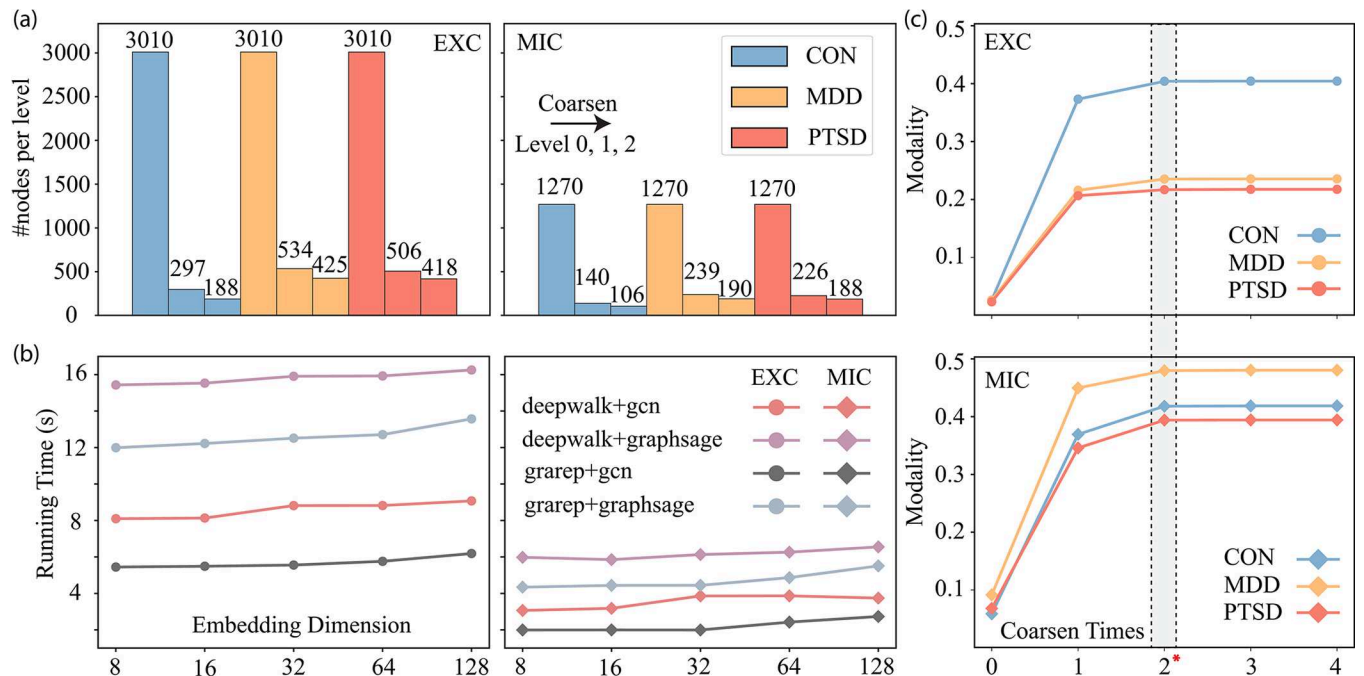 (a)
#nodes per level
3000
2500
2000
1500
1000
500
0
EXC
3010
297
188
3010
534
425
3010
506
418
MIC
Coarsen
Level 0, 1, 2
CON
MDD
PTSD
1270
140
106
1270
239
190
1270
226
188
(b)
Running Time (s)
16
12
8
4
Embedding Dimension
8
16
32
64
128
EXC MIC
deepwalk+gcn
deepwalk+graphsage
grarep+gcn
grarep+graphsage
8
16
32
64
128
(c)
EXC
Modality
0.5
0.4
0.3
0.2
0.1
CON
MDD
PTSD
MIC
Modality
0.5
0.4
0.3
0.2
0.1
CON
MDD
PTSD
Coarsen Times
0
1
2*
3
4